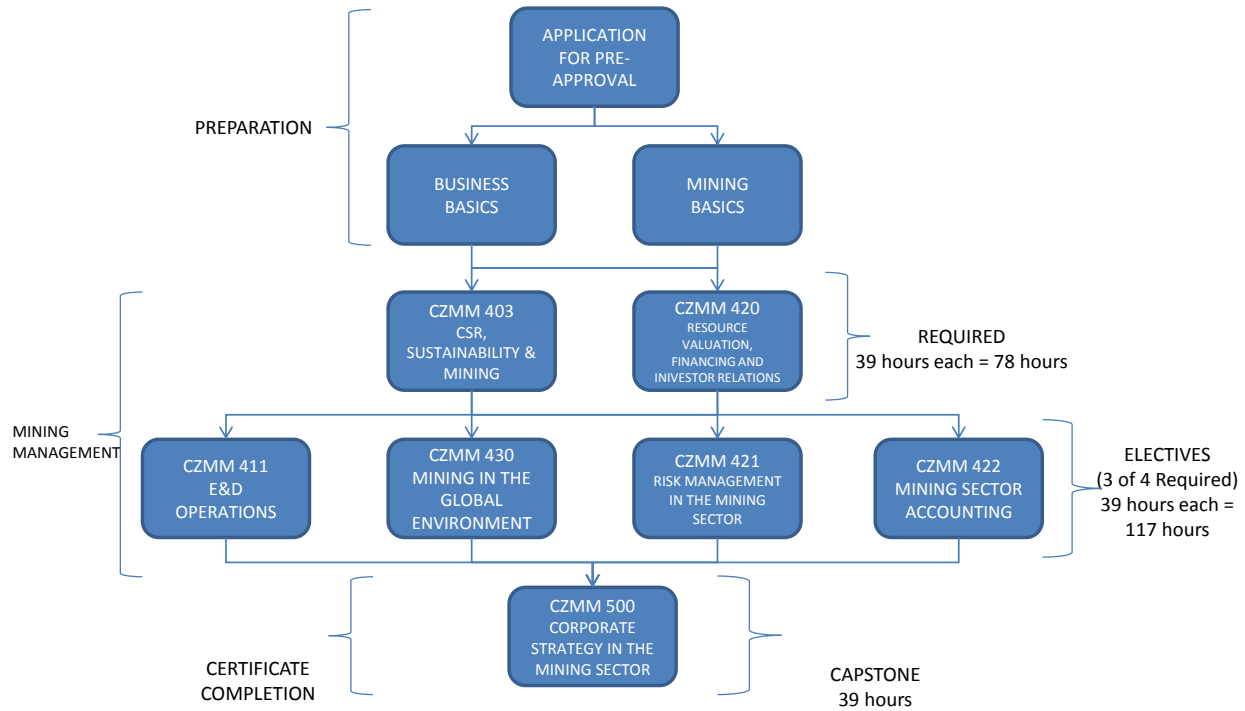 APPLICATION
FOR PRE-
APPROVAL
PREPARATION
BUSINESS
BASICS
MINING
BASICS
CZMM 403
CSR,
SUSTAINABILITY &
MINING
CZMM 420
RESOURCE
VALUATION,
FINANCING AND
INIVESTOR RELATIONS
REQUIRED
39 hours each = 78 hours
MINING
MANAGEMENT
CZMM 411
E&D
OPERATIONS
CZMM 430
MINING IN THE
GLOBAL
ENVIRONMENT
CZMM 421
RISK MANAGEMENT
IN THE MINING
SECTOR
CZMM 422
MINING SECTOR
ACCOUNTING
ELECTIVES
(3 of 4 Required)
39 hours each =
117 hours
CZMM 500
CORPORATE
STRATEGY IN THE
MINING SECTOR
CERTIFICATE
COMPLETION
CAPSTONE
39 hours